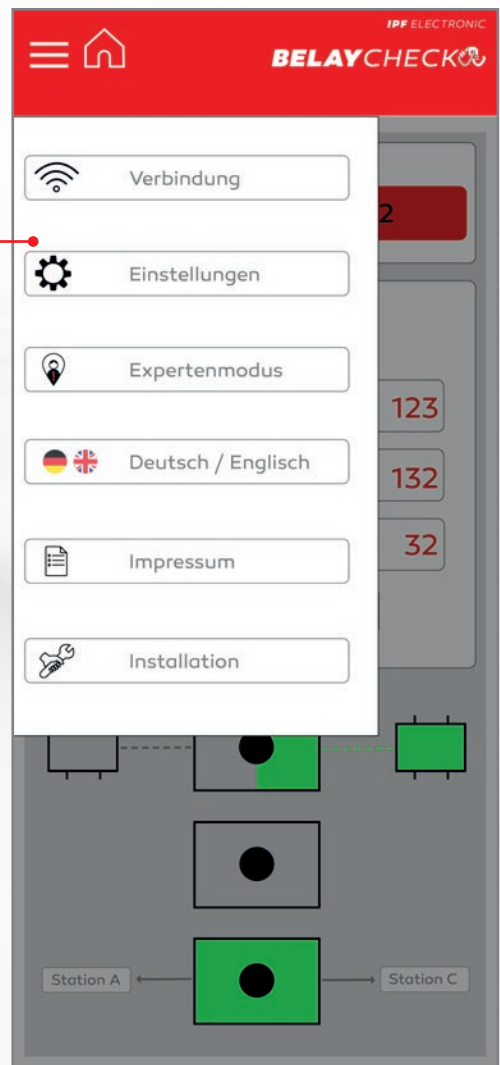 IPF ELECTRONIC
BELAYCHECK
Verbindung
2
Einstellungen
Expertenmodus
123
Deutsch / Englisch
132
32
Impressum
Installation
Station A
Station C